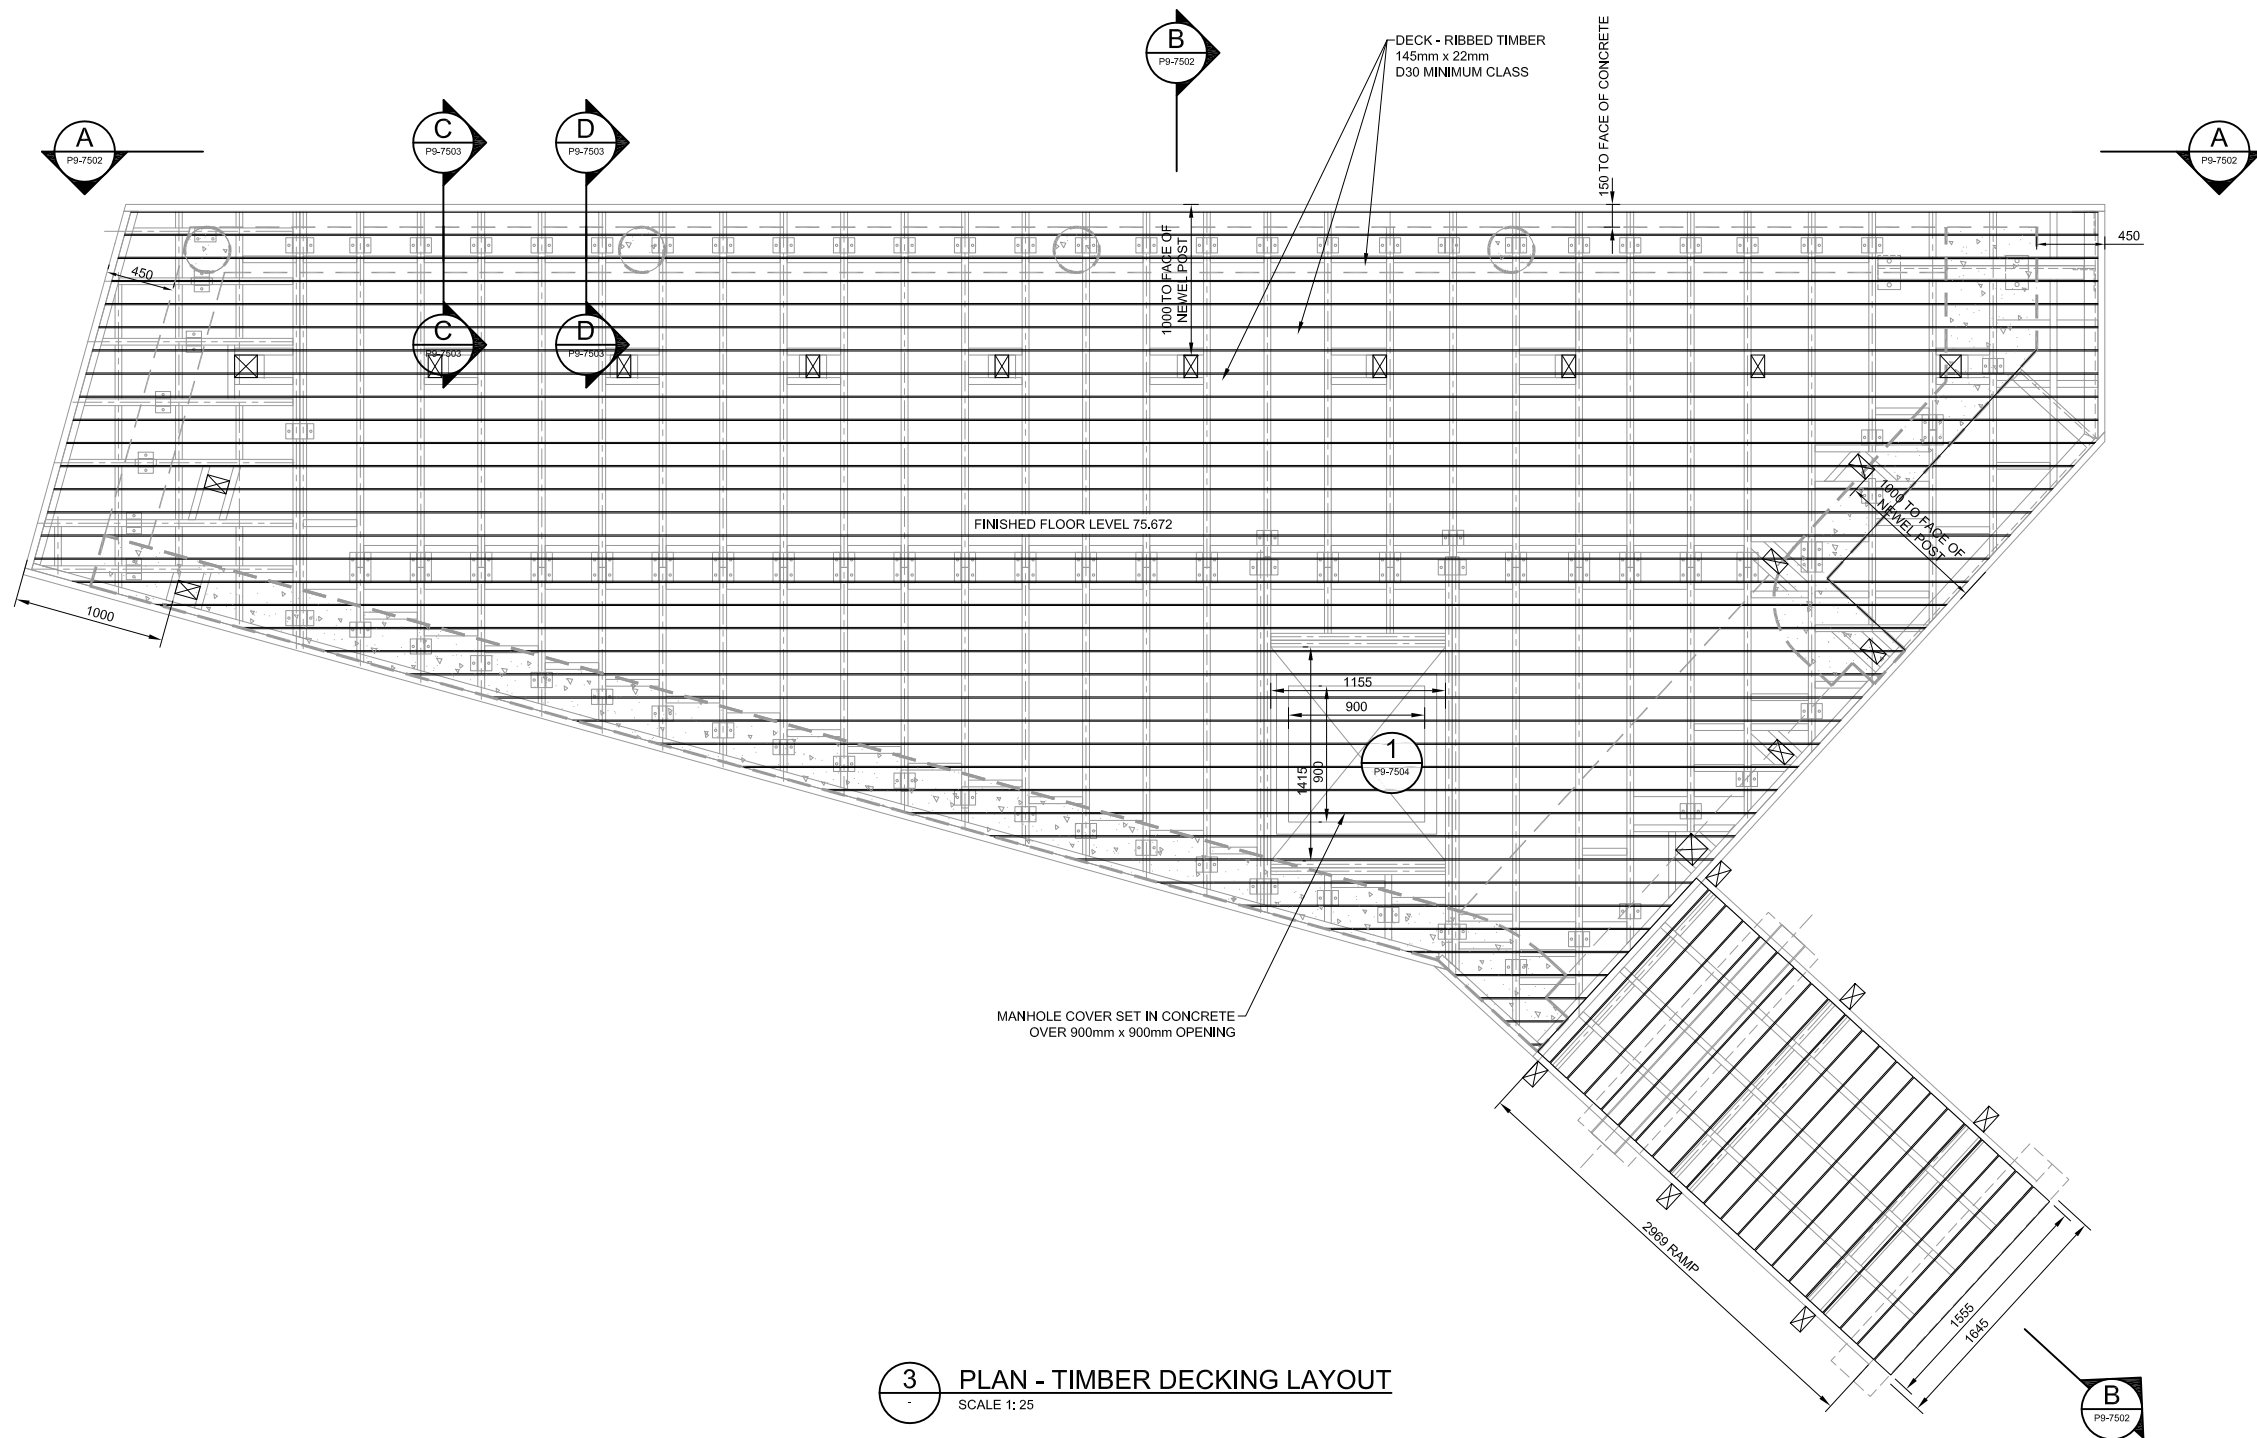 B
P9-7502
DECK - RIBBED TIMBER
145mm x 22mm
D30 MINIMUM CLASS
150 TO FACE OF CONCRETE
A
P9-7502
C
P9-7503
D
P9-7503
A
P9-7502
450
450
1000 TO FACE OF
NEWEL POST
C
P9-7503
D
P9-7503
1000 TO FACE OF
NEWEL POST
FINISHED FLOOR LEVEL 75.672
1000
1155
900
1415
900
1
P9-7504
MANHOLE COVER SET IN CONCRETE
OVER 900mm x 900mm OPENING
2969 RAMP
1555
1645
3
-
PLAN - TIMBER DECKING LAYOUT
SCALE 1: 25
B
P9-7502